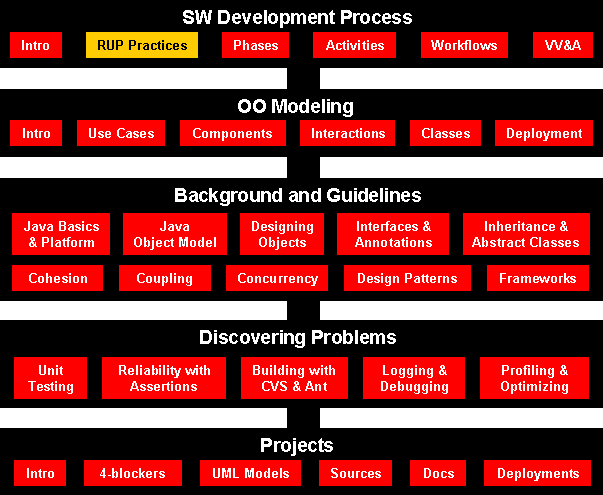 SW Development Process
Intro
RUP Practices
Phases
Activities
Workflows
VV&A
OO Modeling
Intro
Use Cases
Components
Interactions
Classes
Deployment
Background and Guidelines
Java Basics
& Platform
Java
Object Model
Designing
Objects
Interfaces &
Annotations
Inheritance &
Abstract Classes
Cohesion
Coupling
Concurrency
Design Patterns
Frameworks
Discovering Problems
Unit
Testing
Reliability with
Assertions
Building with
CVS & Ant
Logging &
Debugging
Profiling &
Optimizing
Projects
Intro
4-blockers
UML Models
Sources
Docs
Deployments